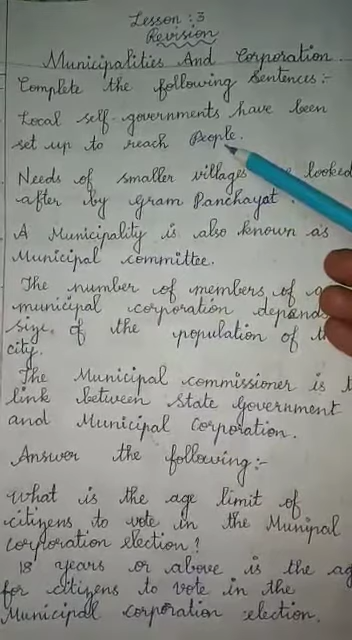 Lesson : 3
Revision
Municipalities And Corporation.
Complete the following Sentences :-
Local self-governments have been
set up to reach People.
Needs of smaller villages looked
after by Gram Panchayat.
A Municipality is also known as
Municipal committee.
The number of members of
municipal corporation depends
size of the population of
city.
The Municipal commissioner is
link between State Government
and Municipal Corporation.
Answer the following :-
What is the age limit of
citizens to vote in the Muninpal
corporation election?
18 years or above is the
for citizens to vote in the
Municipal corporation election.